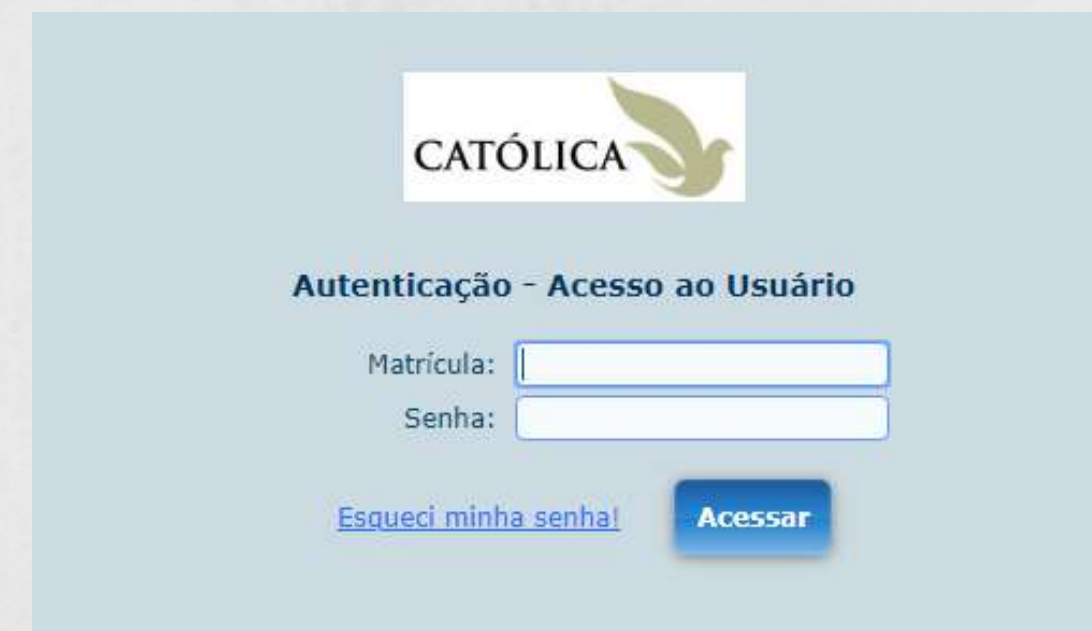 CATÓLICA
Autenticação - Acesso ao Usuário
Matrícula:
Senha:
Esqueci minha senha!
Acessar